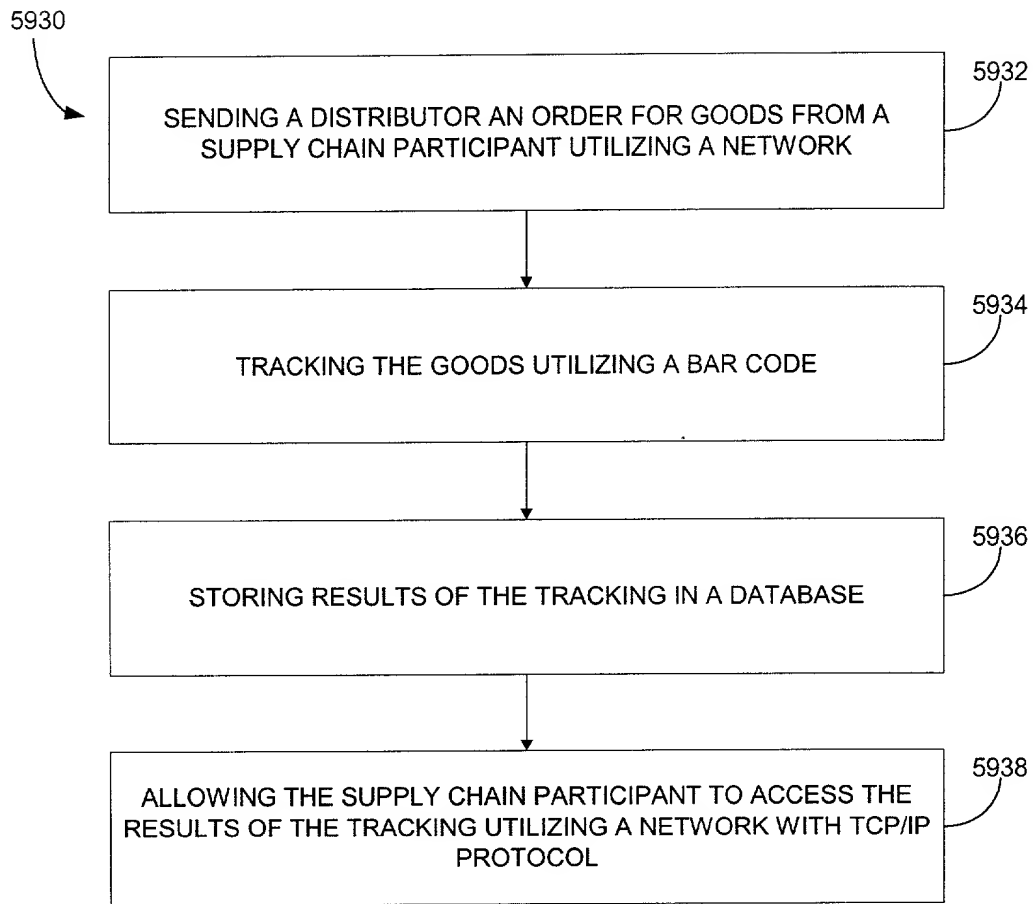 5930
5932
SENDING A DISTRIBUTOR AN ORDER FOR GOODS FROM A
SUPPLY CHAIN PARTICIPANT UTILIZING A NETWORK
5934
TRACKING THE GOODS UTILIZING A BAR CODE
5936
STORING RESULTS OF THE TRACKING IN A DATABASE
5938
ALLOWING THE SUPPLY CHAIN PARTICIPANT TO ACCESS THE
RESULTS OF THE TRACKING UTILIZING A NETWORK WITH TCP/IP
PROTOCOL